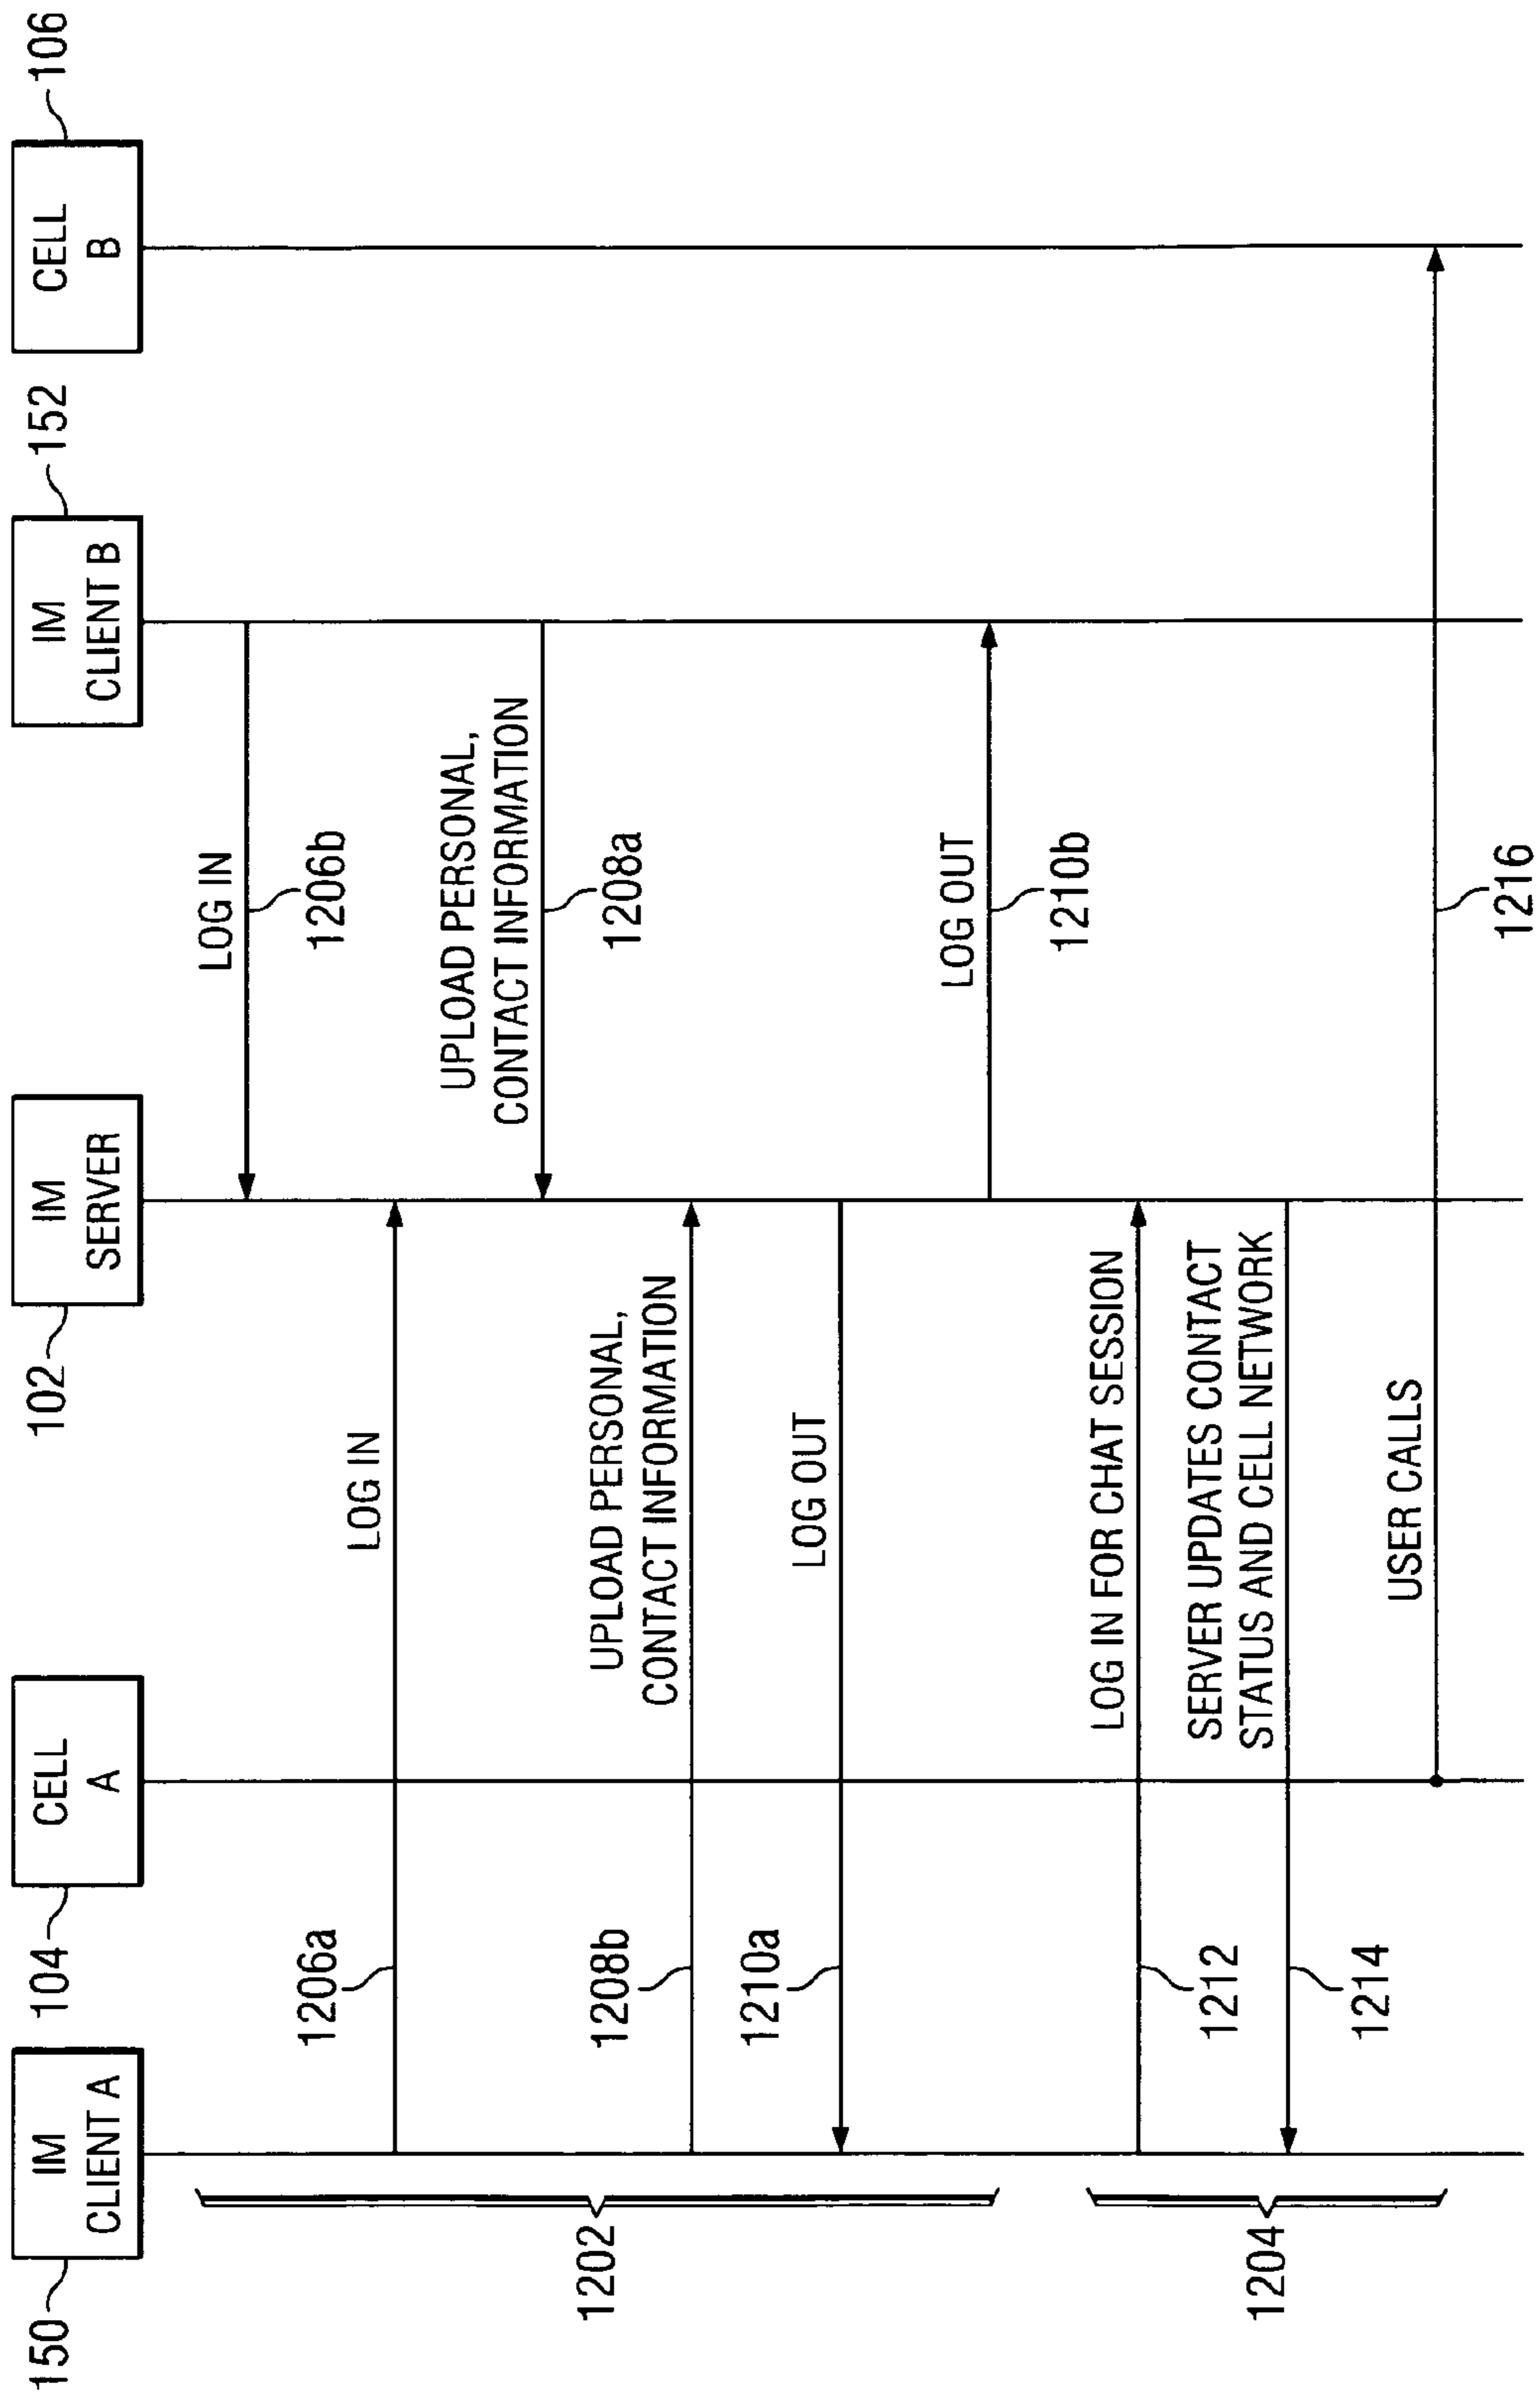 150
IM
CLIENT A
104
CELL
A
102
IM
SERVER
IM
CLIENT B
152
CELL
B
106
LOG IN
1206b
1206a
LOG IN
UPLOAD PERSONAL,
CONTACT INFORMATION
1208a
1208b
UPLOAD PERSONAL,
CONTACT INFORMATION
1210a
LOG OUT
LOG OUT
1210b
1202
LOG IN FOR CHAT SESSION
1212
SERVER UPDATES CONTACT
STATUS AND CELL NETWORK
1214
1204
USER CALLS
1216